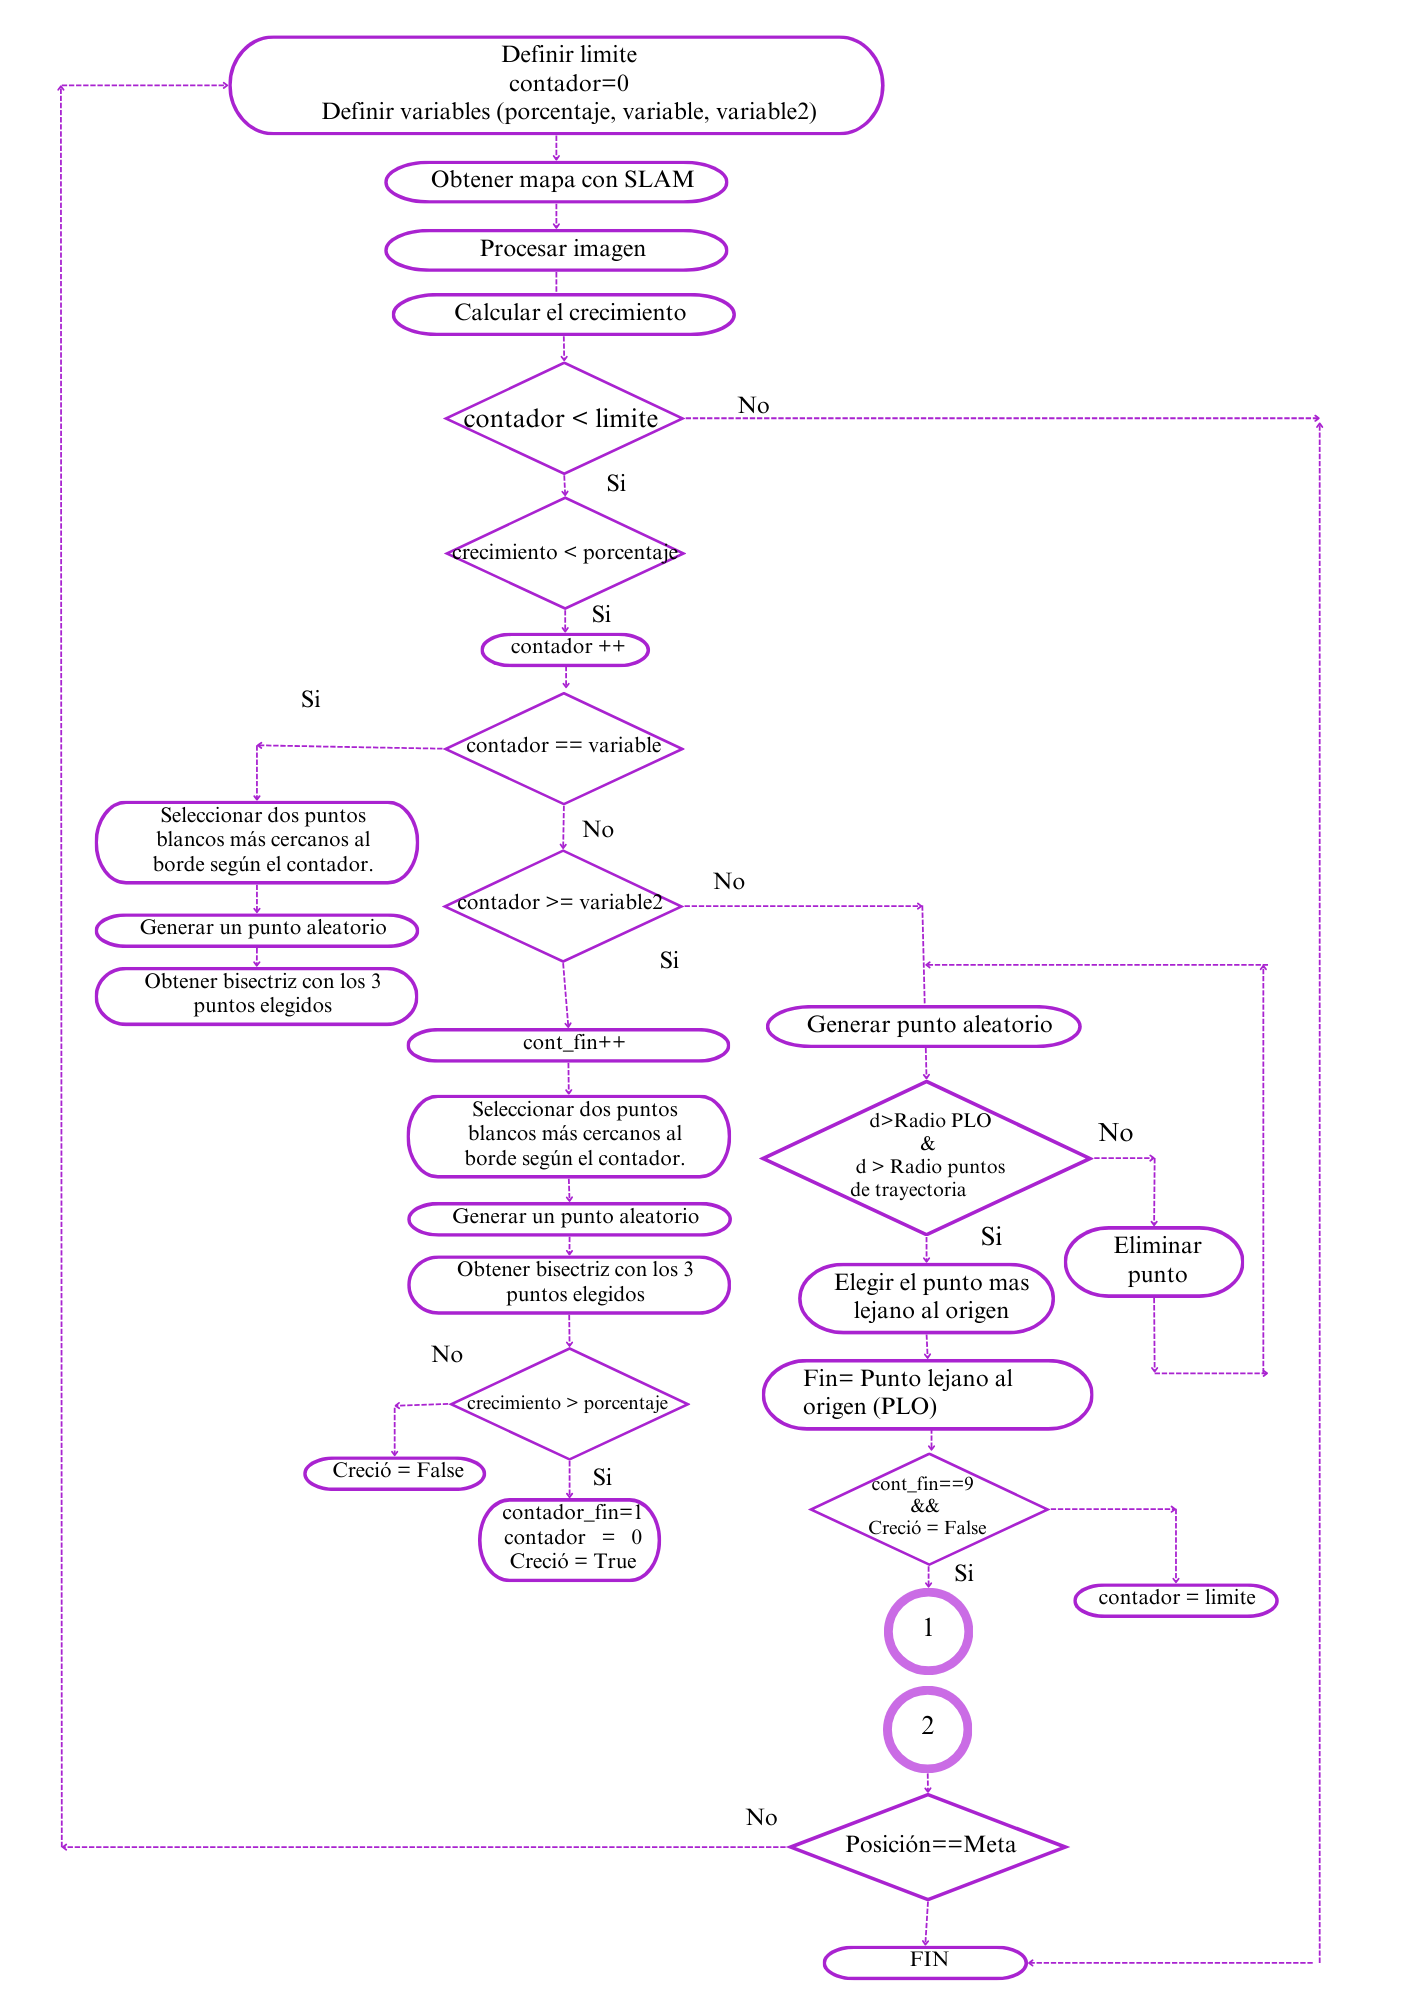 Definir limite
contador=0
Definir variables (porcentaje, variable, variable2)
Obtener mapa con SLAM
Procesar imagen
Calcular el crecimiento
contador < limite
No
Si
crecimiento < porcentaje
Si
contador ++
Si
contador == variable
Seleccionar dos puntos
blancos más cercanos al
borde según el contador.
Generar un punto aleatorio
Obtener bisectriz con los 3
puntos elegidos
No
contador >= variable2
No
Si
cont_fin++
Seleccionar dos puntos
blancos más cercanos al
borde según el contador.
Generar un punto aleatorio
Obtener bisectriz con los 3
puntos elegidos
No
crecimiento > porcentaje
Creció = False
Si
contador_fin=1
contador = 0
Creció = True
Generar punto aleatorio
d>Radio PLO
&
d > Radio puntos
de trayectoria
No
Eliminar
punto
Si
Elegir el punto mas
lejano al origen
Fin= Punto lejano al
origen (PLO)
cont_fin==9
&&
Creció = False
Si
contador = limite
1
2
No
Posición==Meta
FIN